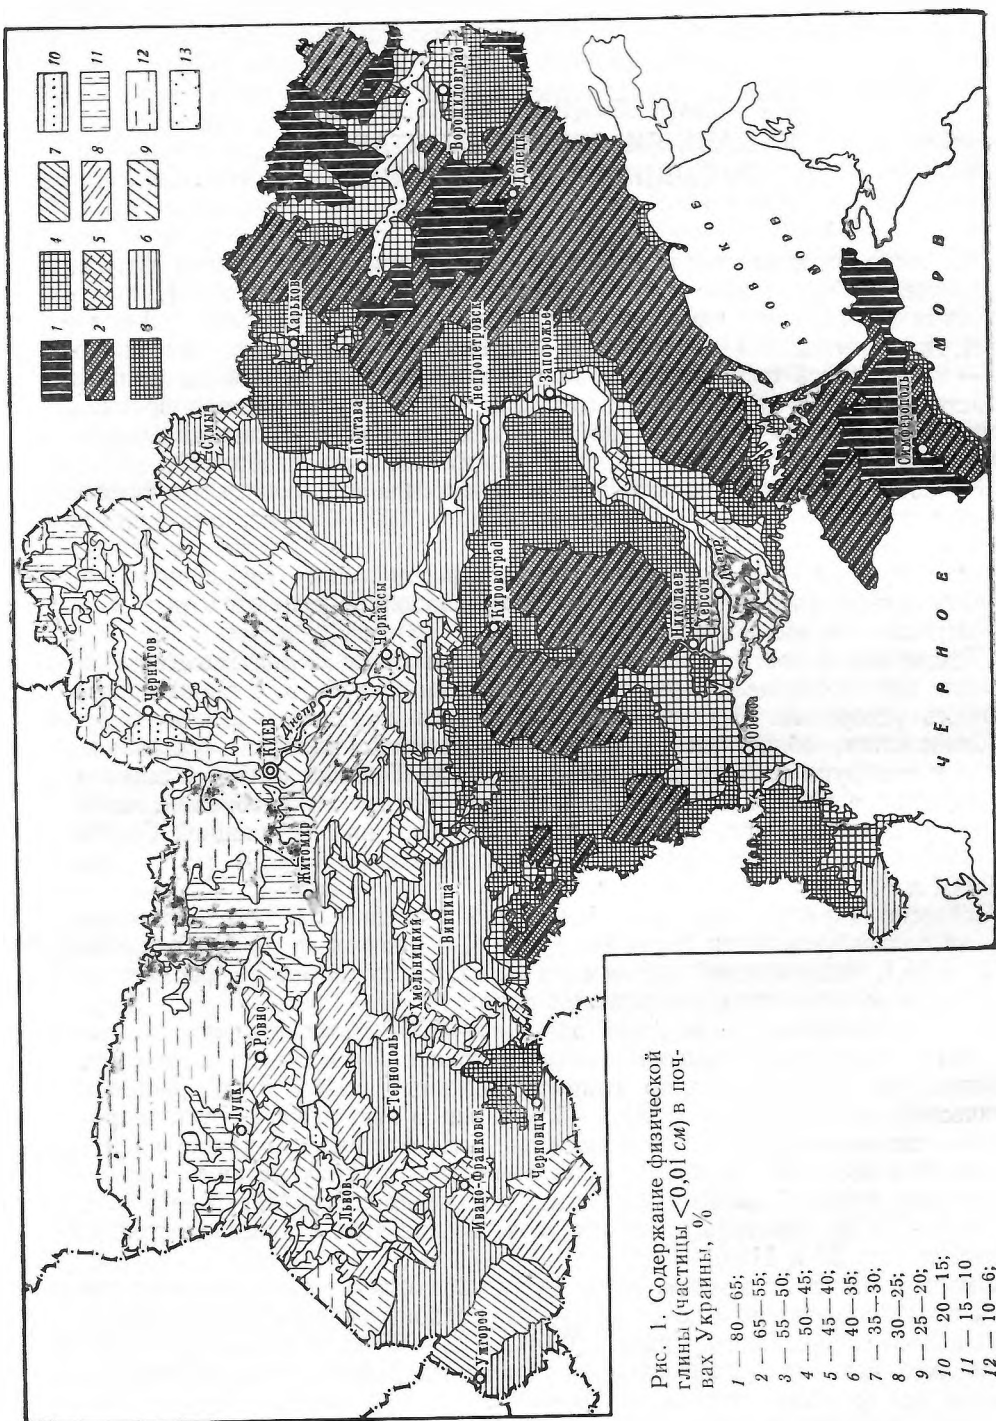 1
2
3
4
5
6
7
8
9
10
11
12
13
Ужгород
Львов
Луцк
Ровно
Ивано-Франковск
Тернополь
Черновцы
Хмельницкий
Винница
Житомир
КИЕВ
Днепр
Чернигов
Черкассы
Кировоград
Одесса
Николаев
Херсон
Днепр
Сумы
Полтава
Харьков
Днепропетровск
Запорожье
Донецк
Ворошиловград
Симферополь
АЗОВСКОЕ
МОРЕ
ЧЕРНОЕ МОРЕ
Рис. 1. Содержание физической
глины (частицы <0,01 см) в поч-
вах Украины, %
1 — 80—65;
2 — 65—55;
3 — 55—50;
4 — 50—45;
5 — 45—40;
6 — 40—35;
7 — 35—30;
8 — 30—25;
9 — 25—20;
10 — 20—15;
11 — 15—10
12 — 10—6;